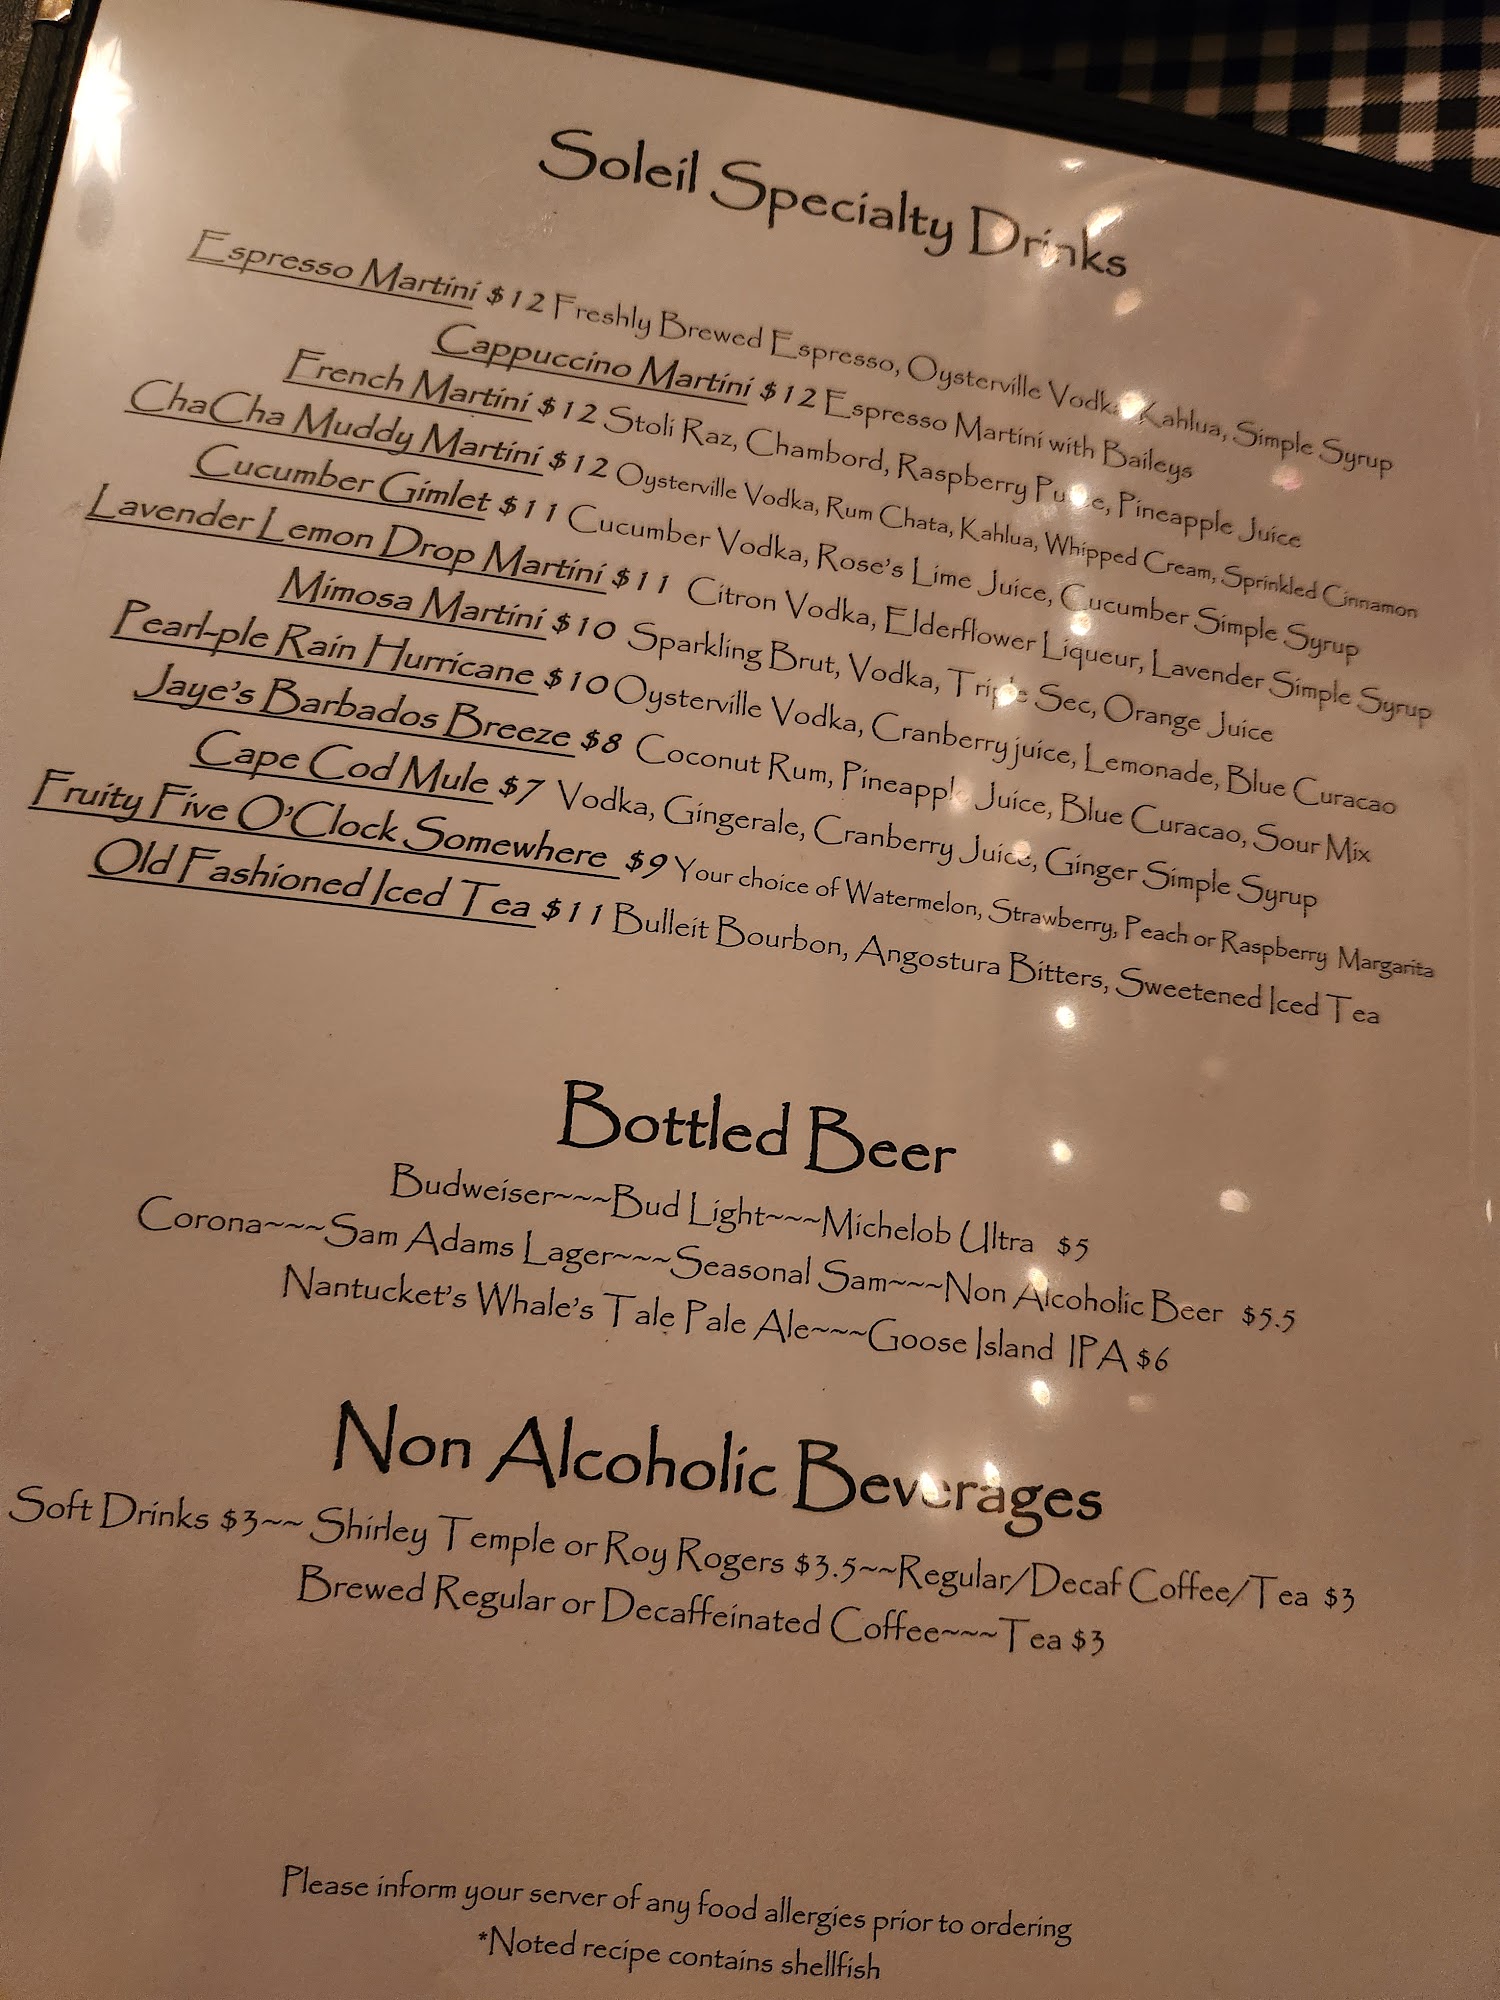 Soleil Specialty Drinks
Espresso Martini $12 Freshly Brewed Espresso, Oysterville Vodka, Kahlua, Simple Syrup
Cappuccino Martini $12 Espresso Martini with Baileys
French Martini $12 Stoli Raz, Chambord, Raspberry Puree, Pineapple Juice
ChaCha Muddy Martini $12 Oysterville Vodka, Rum Chata, Kahlua, Whipped Cream, Sprinkled Cinnamon
Cucumber Gimlet $11 Cucumber Vodka, Rose's Lime Juice, Cucumber Simple Syrup
Lavender Lemon Drop Martini $11 Citron Vodka, Elderflower Liqueur, Lavender Simple Syrup
Mimosa Martini $10 Sparkling Brut, Vodka, Triple Sec, Orange Juice
Pearl-ple Rain Hurricane $10 Oysterville Vodka, Cranberry juice, Lemonade, Blue Curacao
Jaye's Barbados Breeze $8 Coconut Rum, Pineapple Juice, Blue Curacao, Sour Mix
Cape Cod Mule $7 Vodka, Gingerale, Cranberry Juice, Ginger Simple Syrup
Fruity Five O'Clock Somewhere $9 Your choice of Watermelon, Strawberry, Peach or Raspberry Margarita
Old Fashioned Iced Tea $11 Bulleit Bourbon, Angostura Bitters, Sweetened Iced Tea
Bottled Beer
Budweiser~~~Bud Light~~~Michelob Ultra $5
Corona~~~Sam Adams Lager~~~Seasonal Sam~~~Non Alcoholic Beer $5.5
Nantucket's Whale's Tale Pale Ale~~~Goose Island IPA $6
Non Alcoholic Beverages
Soft Drinks $3~~ Shirley Temple or Roy Rogers $3.5~~Regular/Decaf Coffee/Tea $3
Brewed Regular or Decaffeinated Coffee~~~Tea $3
Please inform your server of any food allergies prior to ordering
*Noted recipe contains shellfish